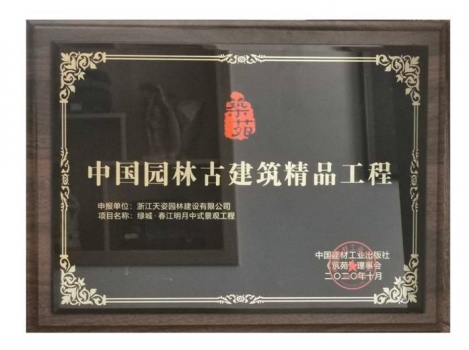 筑苑
中国园林古建筑精品工程
申报单位：浙江天姿园林建设有限公司
项目名称：绿城·春江明月中式景观工程
中国建材工业出版社
《筑苑》理事会
二〇二〇年十月